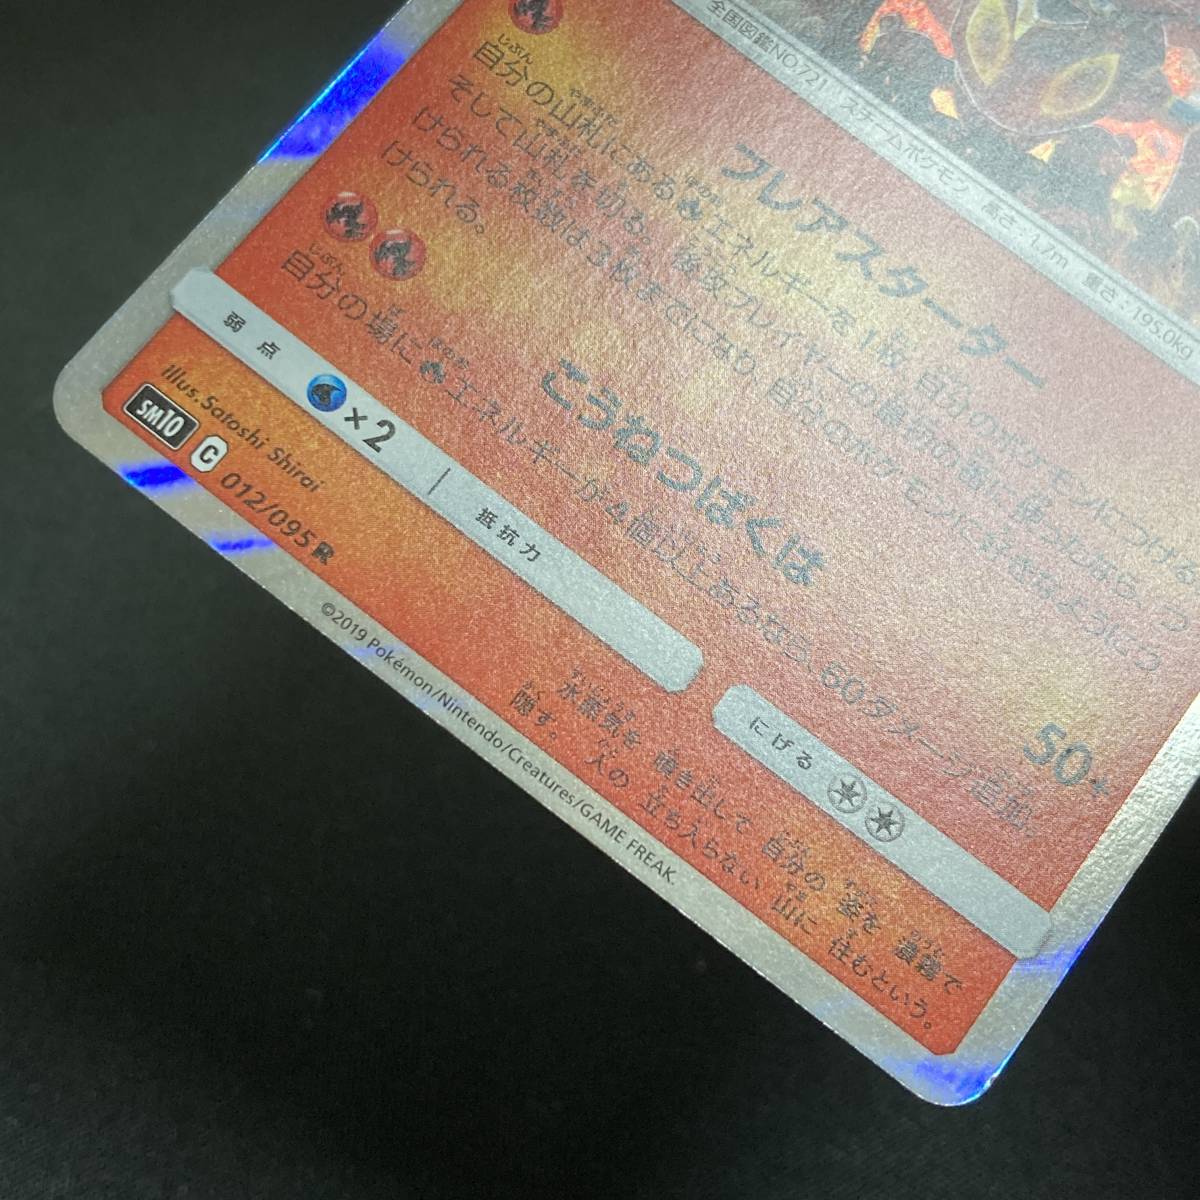 全国図鑑NO721 スチームポケモン 高さ:1.7m 重さ:195.0kg
フレアスターター
自分の山札にあるエネルギーを1枚、自分のポケモンにつける。
そして山札を切る。後攻プレイヤーの最初の番に使ったなら、つ
けられる枚数は3枚までになり、自分のポケモンに好きなようにつ
けられる。
こうねつばくは 50+
自分の場にエネルギーが4個以上あるなら、60ダメージ追加。
弱点 ×2 抵抗力 にげる
Illus. Satoshi Shirai
SM10 C 012/095 R
水蒸気を 噴き出して 自分の 姿を 濃霧で
隠す。 人の 立ち入らない 山に 住むという。
©2019 Pokémon/Nintendo/Creatures/GAME FREAK.